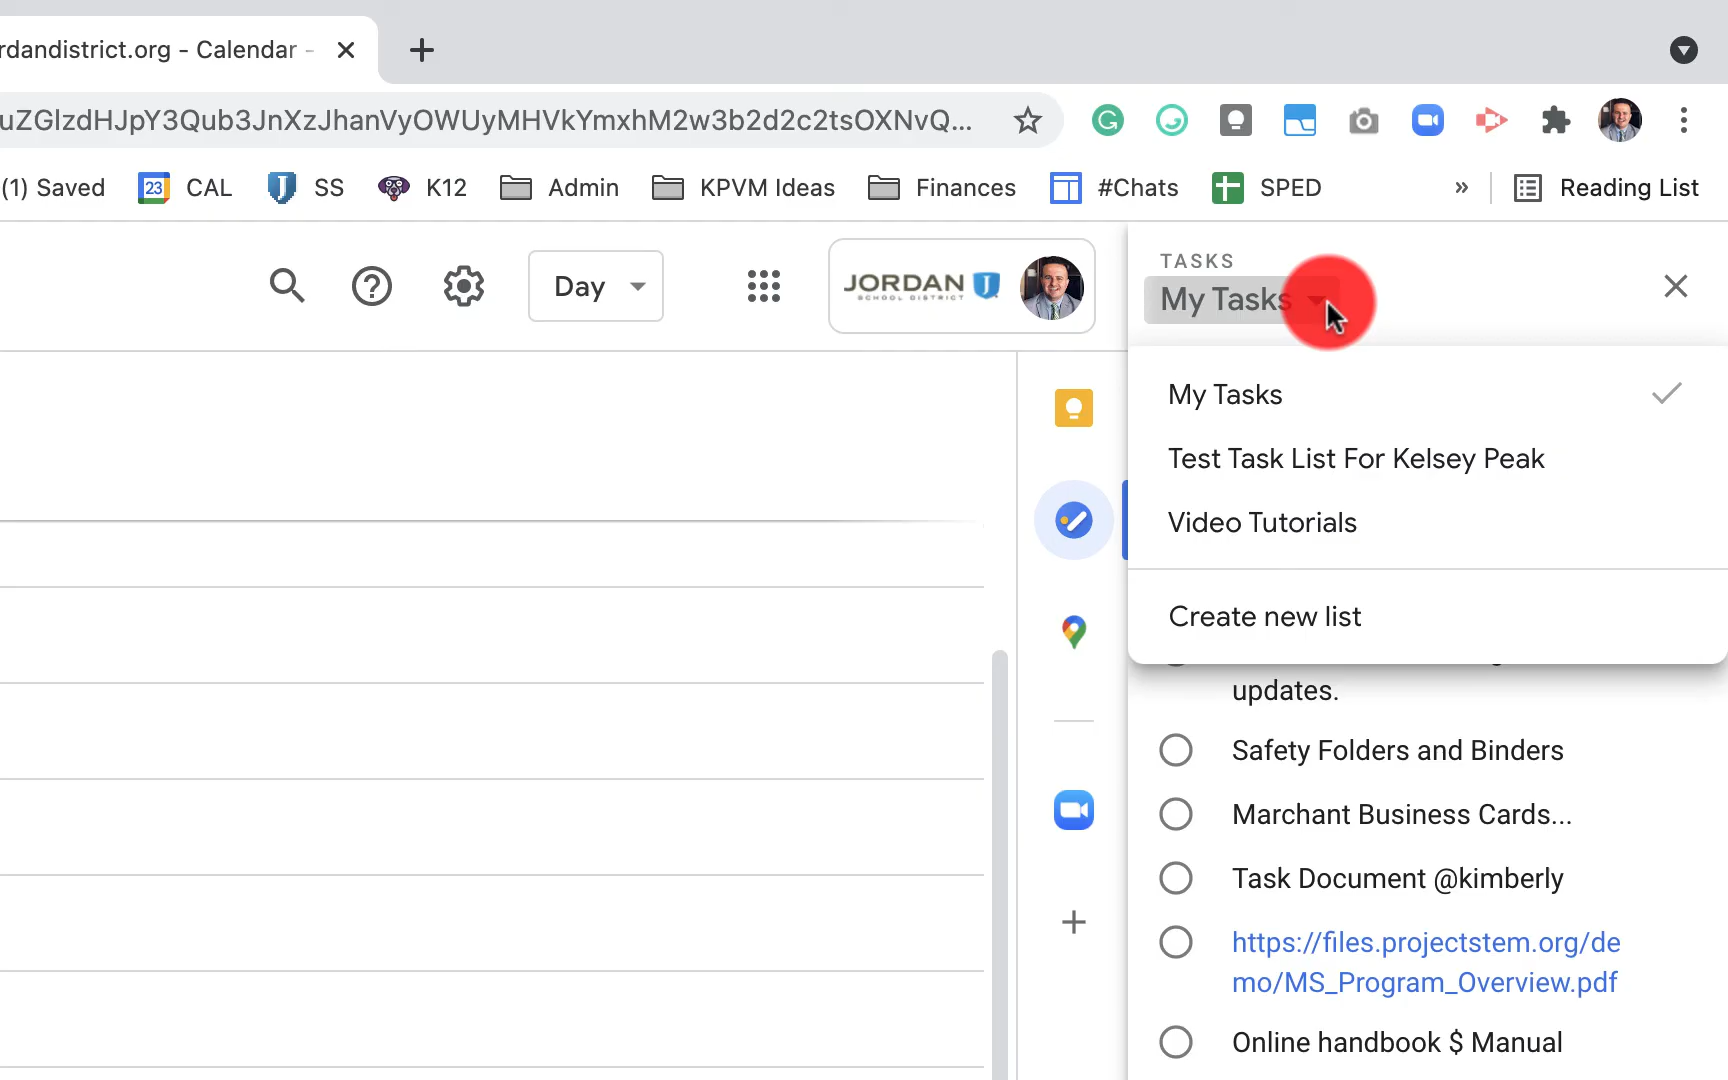 rdandistrict.org - Calendar -
uZGlzdHJpY3Qub3JnXzJhanVyOWUyMHVkYmxhM2w3b2d2c2tsOXNvQ...
(1) Saved
23
CAL
SS
K12
Admin
KPVM Ideas
Finances
#Chats
SPED
»
Reading List
Day
JORDAN
SCHOOL DISTRICT
TASKS
My Tasks
My Tasks
Test Task List For Kelsey Peak
Video Tutorials
Create new list
updates.
Safety Folders and Binders
Marchant Business Cards...
Task Document @kimberly
https://files.projectstem.org/de
mo/MS_Program_Overview.pdf
Online handbook $ Manual